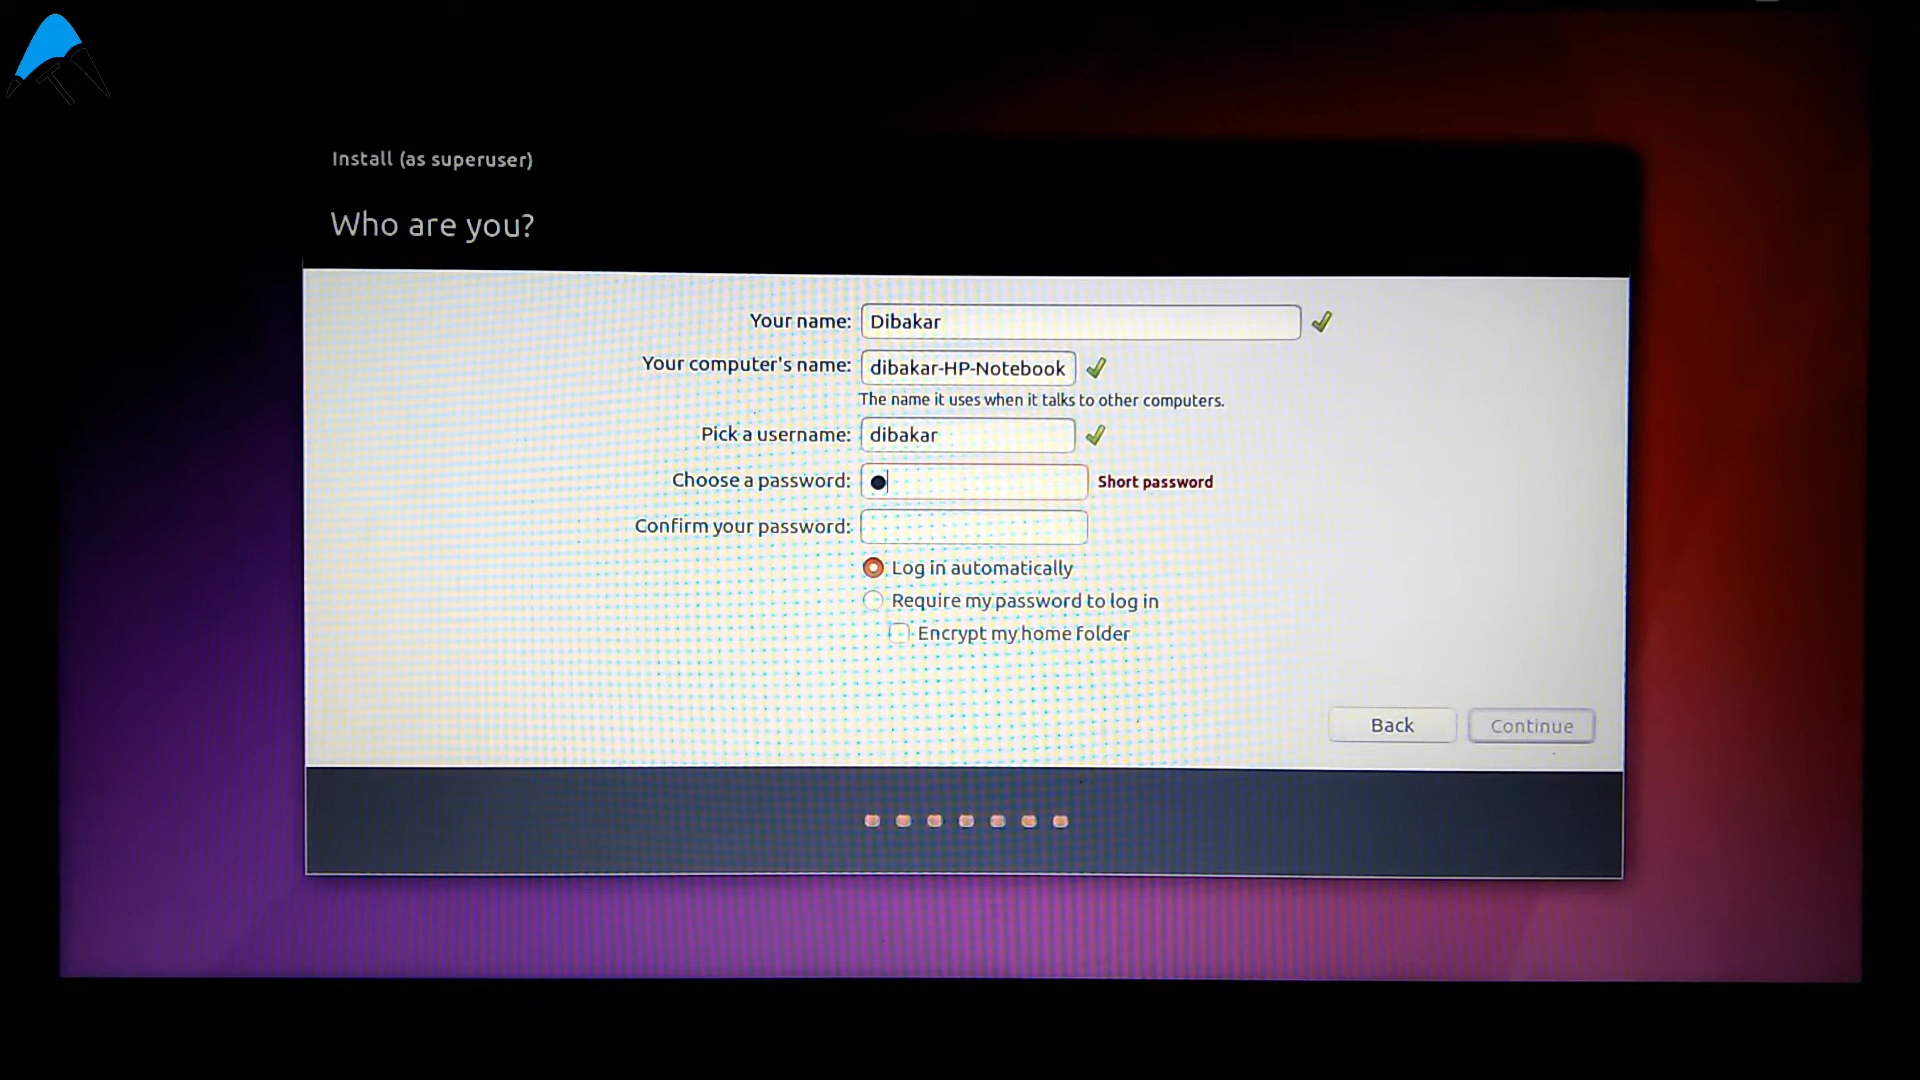 Install (as superuser)
Who are you?
Your name: Dibakar
Your computer's name: dibakar-HP-Notebook
The name it uses when it talks to other computers.
Pick a username: dibakar
Choose a password: ● Short password
Confirm your password:
Log in automatically
Require my password to log in
Encrypt my home folder
Back Continue